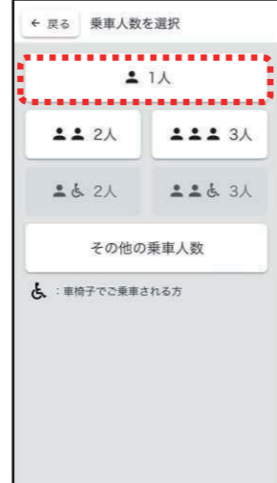 ← 戻る 乗車人数を選択
1人
2人 3人
2人 3人
その他の乗車人数
：車椅子でご乗車される方